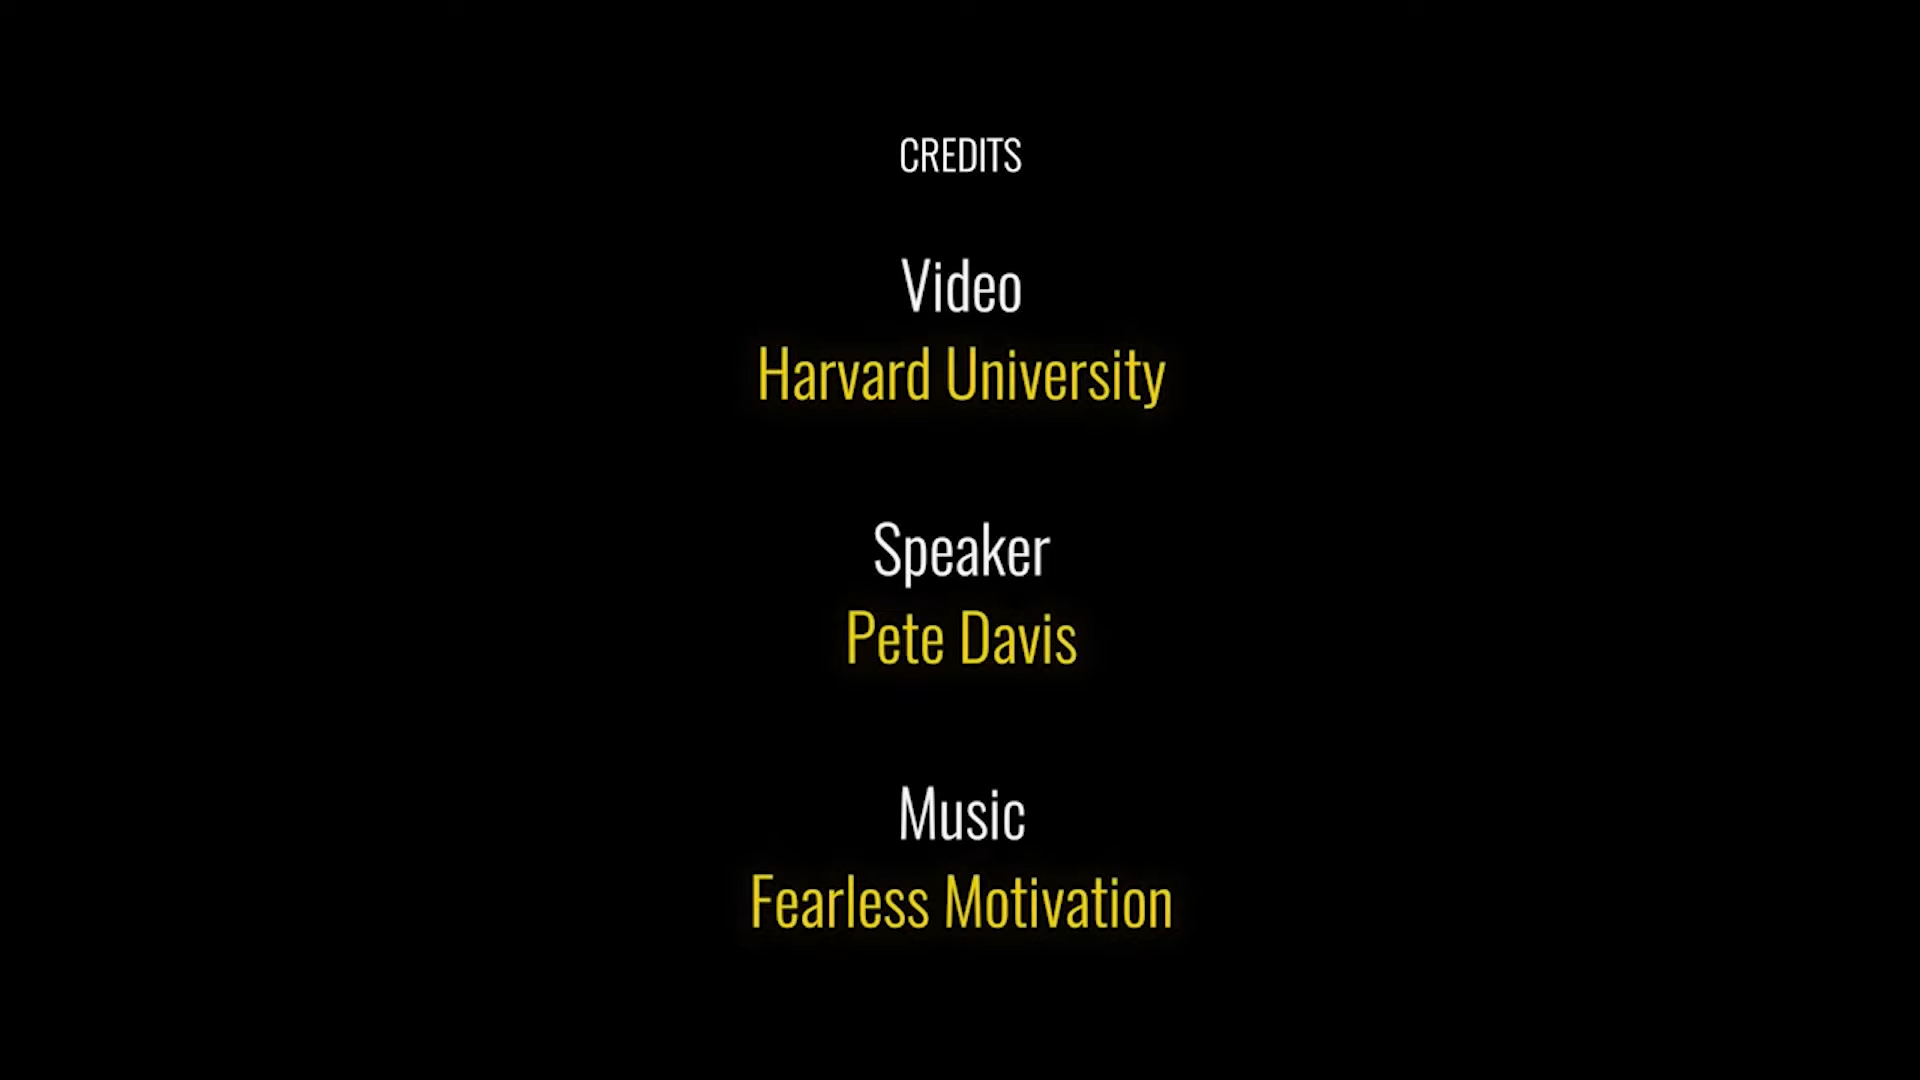 CREDITS
Video
Harvard University
Speaker
Pete Davis
Music
Fearless Motivation